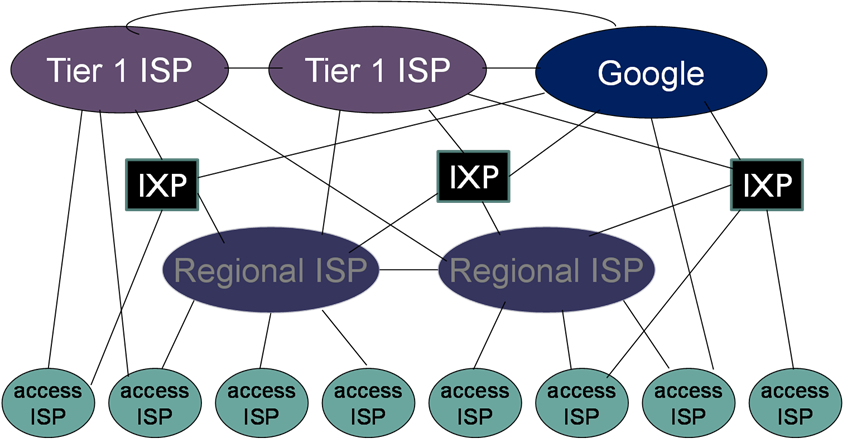 Tier 1 ISP
Tier 1 ISP
Google
IXP
IXP
IXP
Regional ISP
Regional ISP
access
ISP
access
ISP
access
ISP
access
ISP
access
ISP
access
ISP
access
ISP
access
ISP